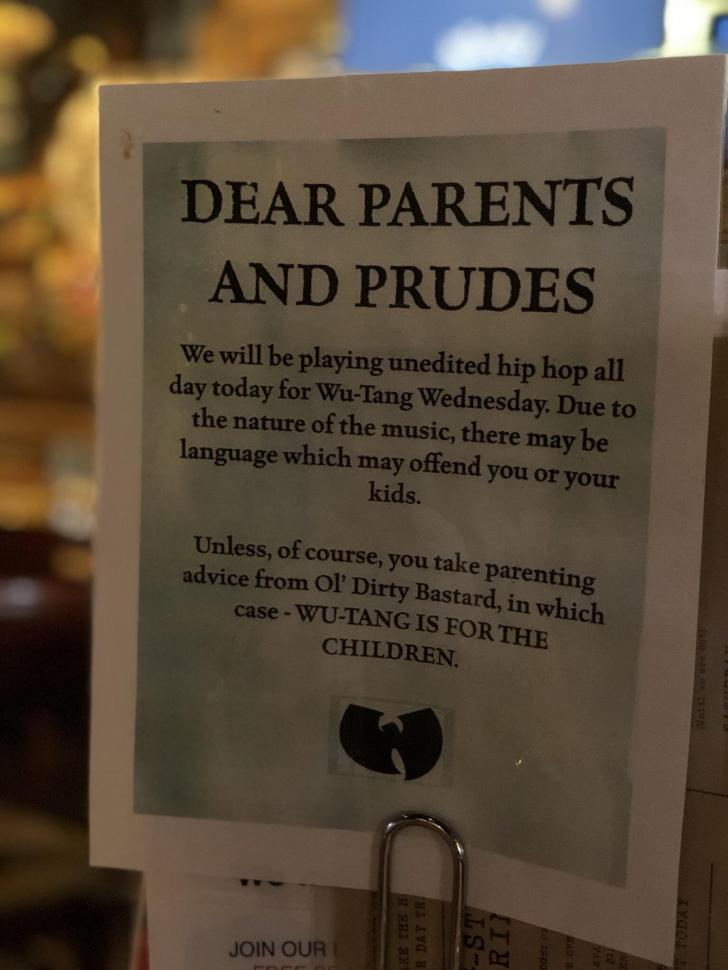 DEAR PARENTS
AND PRUDES
We will be playing unedited hip hop all
day today for Wu-Tang Wednesday. Due to
the nature of the music, there may be
language which may offend you or your
kids.
Unless, of course, you take parenting
advice from Ol' Dirty Bastard, in which
case - WU-TANG IS FOR THE
CHILDREN.
JOIN OUR